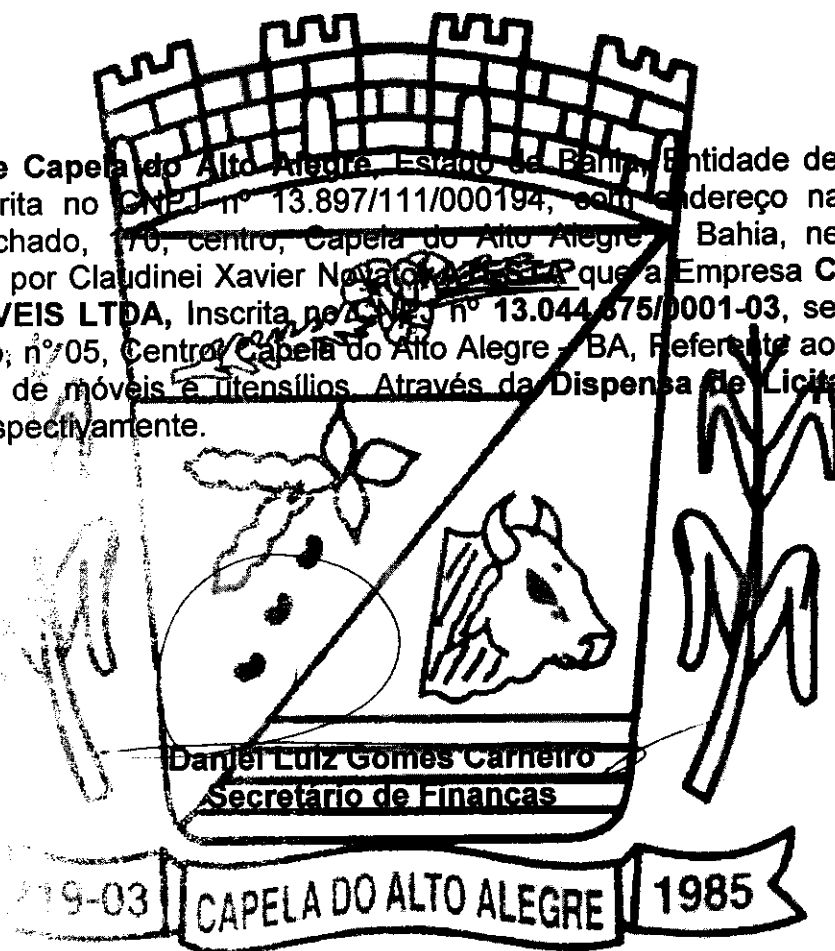 e Capela do Alto Alegre, Estado da Bahia, Entidade de
rita no CNPJ nº 13.897/111/000194, com endereço na
chado, 170, centro, Capela do Alto Alegre - Bahia, ne
por Claudinei Xavier Novato, ATESTA que a Empresa C
VEIS LTDA, Inscrita no CNPJ nº 13.044.875/0001-03, se
, n° 05, Centro, Capela do Alto Alegre - BA, Referente ao
de móveis e utensílios. Através da Dispensa de Licita
spectivamente.
Daniel Luiz Gomes Carneiro
Secretário de Finanças
19-03 CAPELA DO ALTO ALEGRE 1985